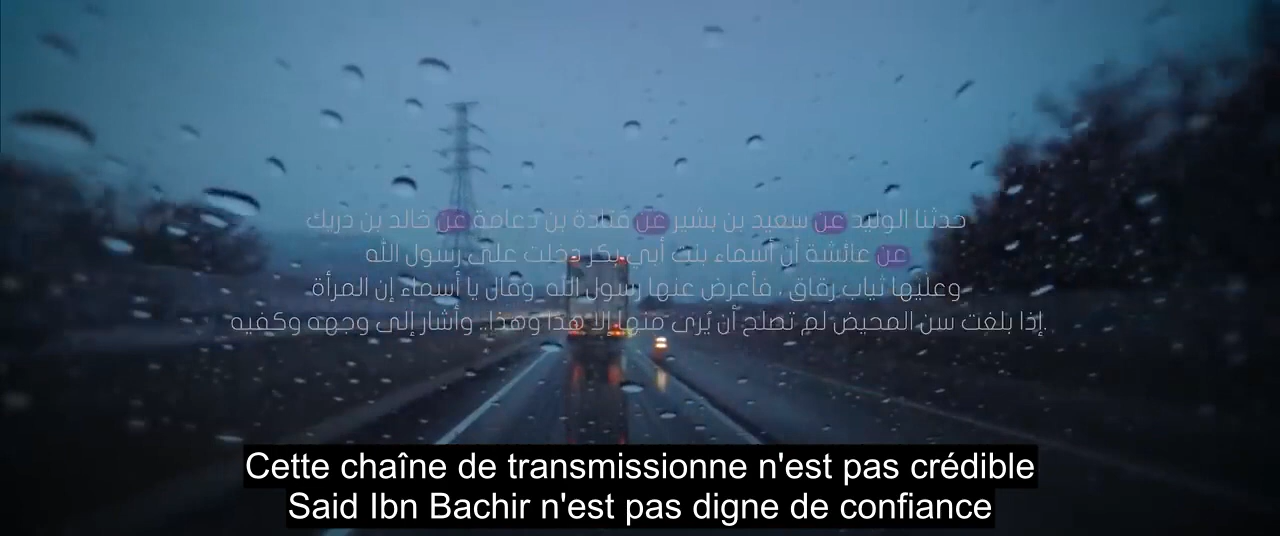 حدثنا الوليد عن سعيد بن بشير عن قتادة بن دعامة عن خالد بن دريك
عن عائشة أن أسماء بنت أبي بكر دخلت على رسول الله
وعليها ثياب رقاق ، فأعرض عنها رسول الله وقال يا أسماء إن المرأة
إذا بلغت سن المحيض لم تصلح أن يُرى منها إلا هذا وهذا.. وأشار إلى وجهه وكفيه.
Cette chaîne de transmissionne n'est pas crédible
Said Ibn Bachir n'est pas digne de confiance